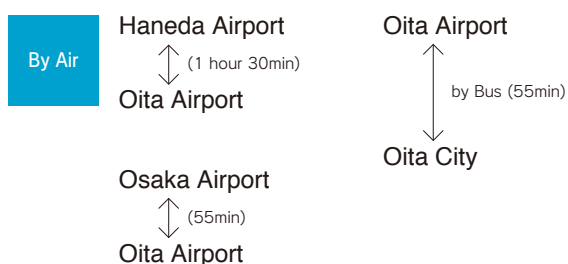 By Air
Haneda Airport
(1 hour 30min)
Oita Airport
Osaka Airport
(55min)
Oita Airport
Oita Airport
by Bus (55min)
Oita City